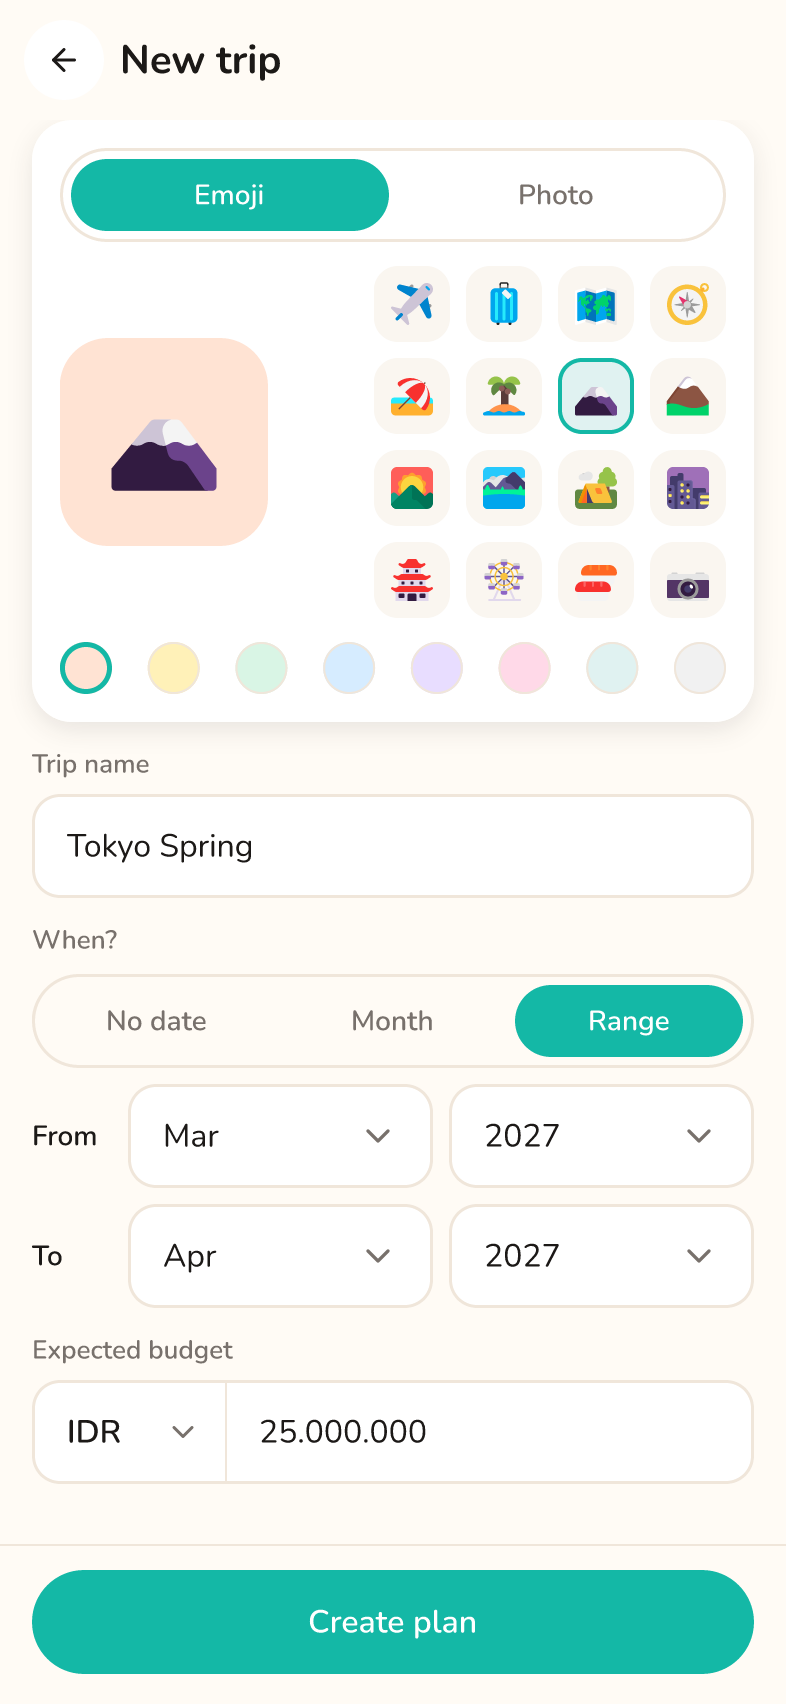 New trip
Emoji
Photo
Trip name
Tokyo Spring
When?
No date
Month
Range
From
Mar
2027
To
Apr
2027
Expected budget
IDR
25.000.000
Create plan